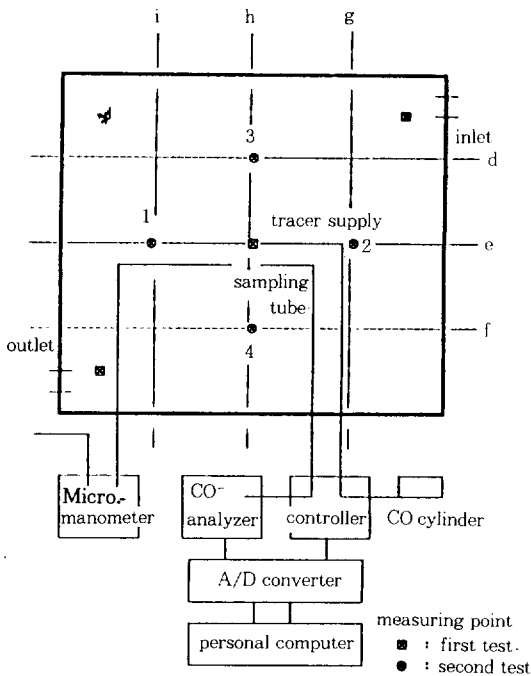 i
h
g
3
inlet
d
1
tracer supply
2
e
sampling
tube
f
outlet
4
Micro-
manometer
CO-
analyzer
controller
CO cylinder
A/D converter
personal computer
measuring point
: first test.
: second test